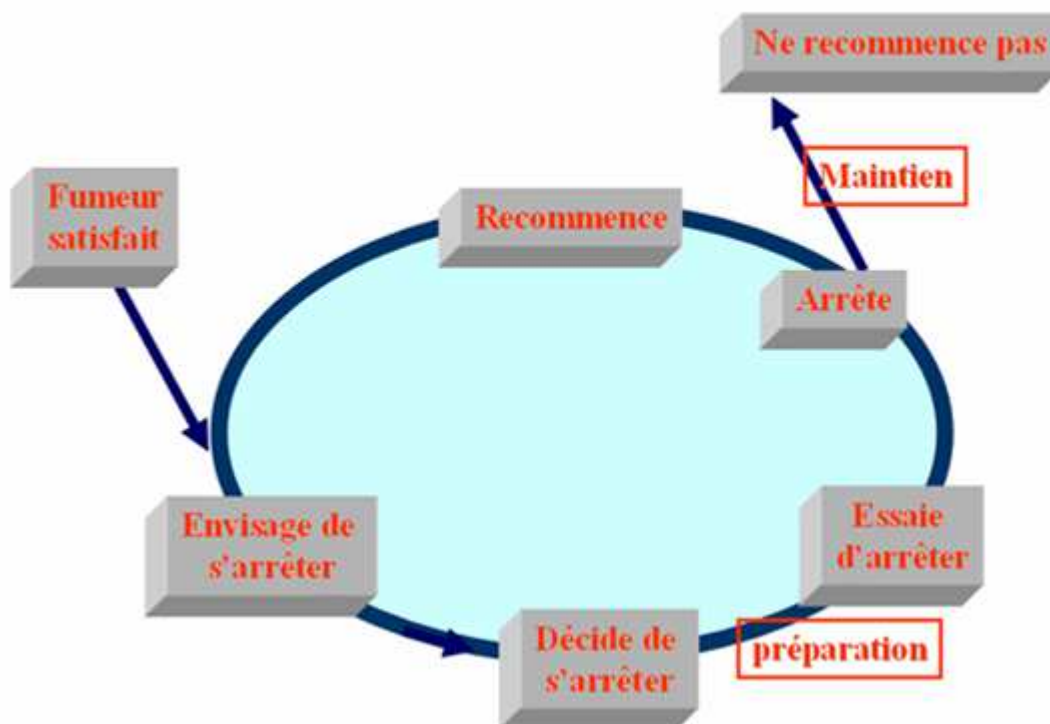 Ne recommence pas
Maintien
Fumeur
satisfait
Recommence
Arrête
Envisage de
s'arrêter
Essaie
d'arrêter
Décide de
s'arrêter
préparation